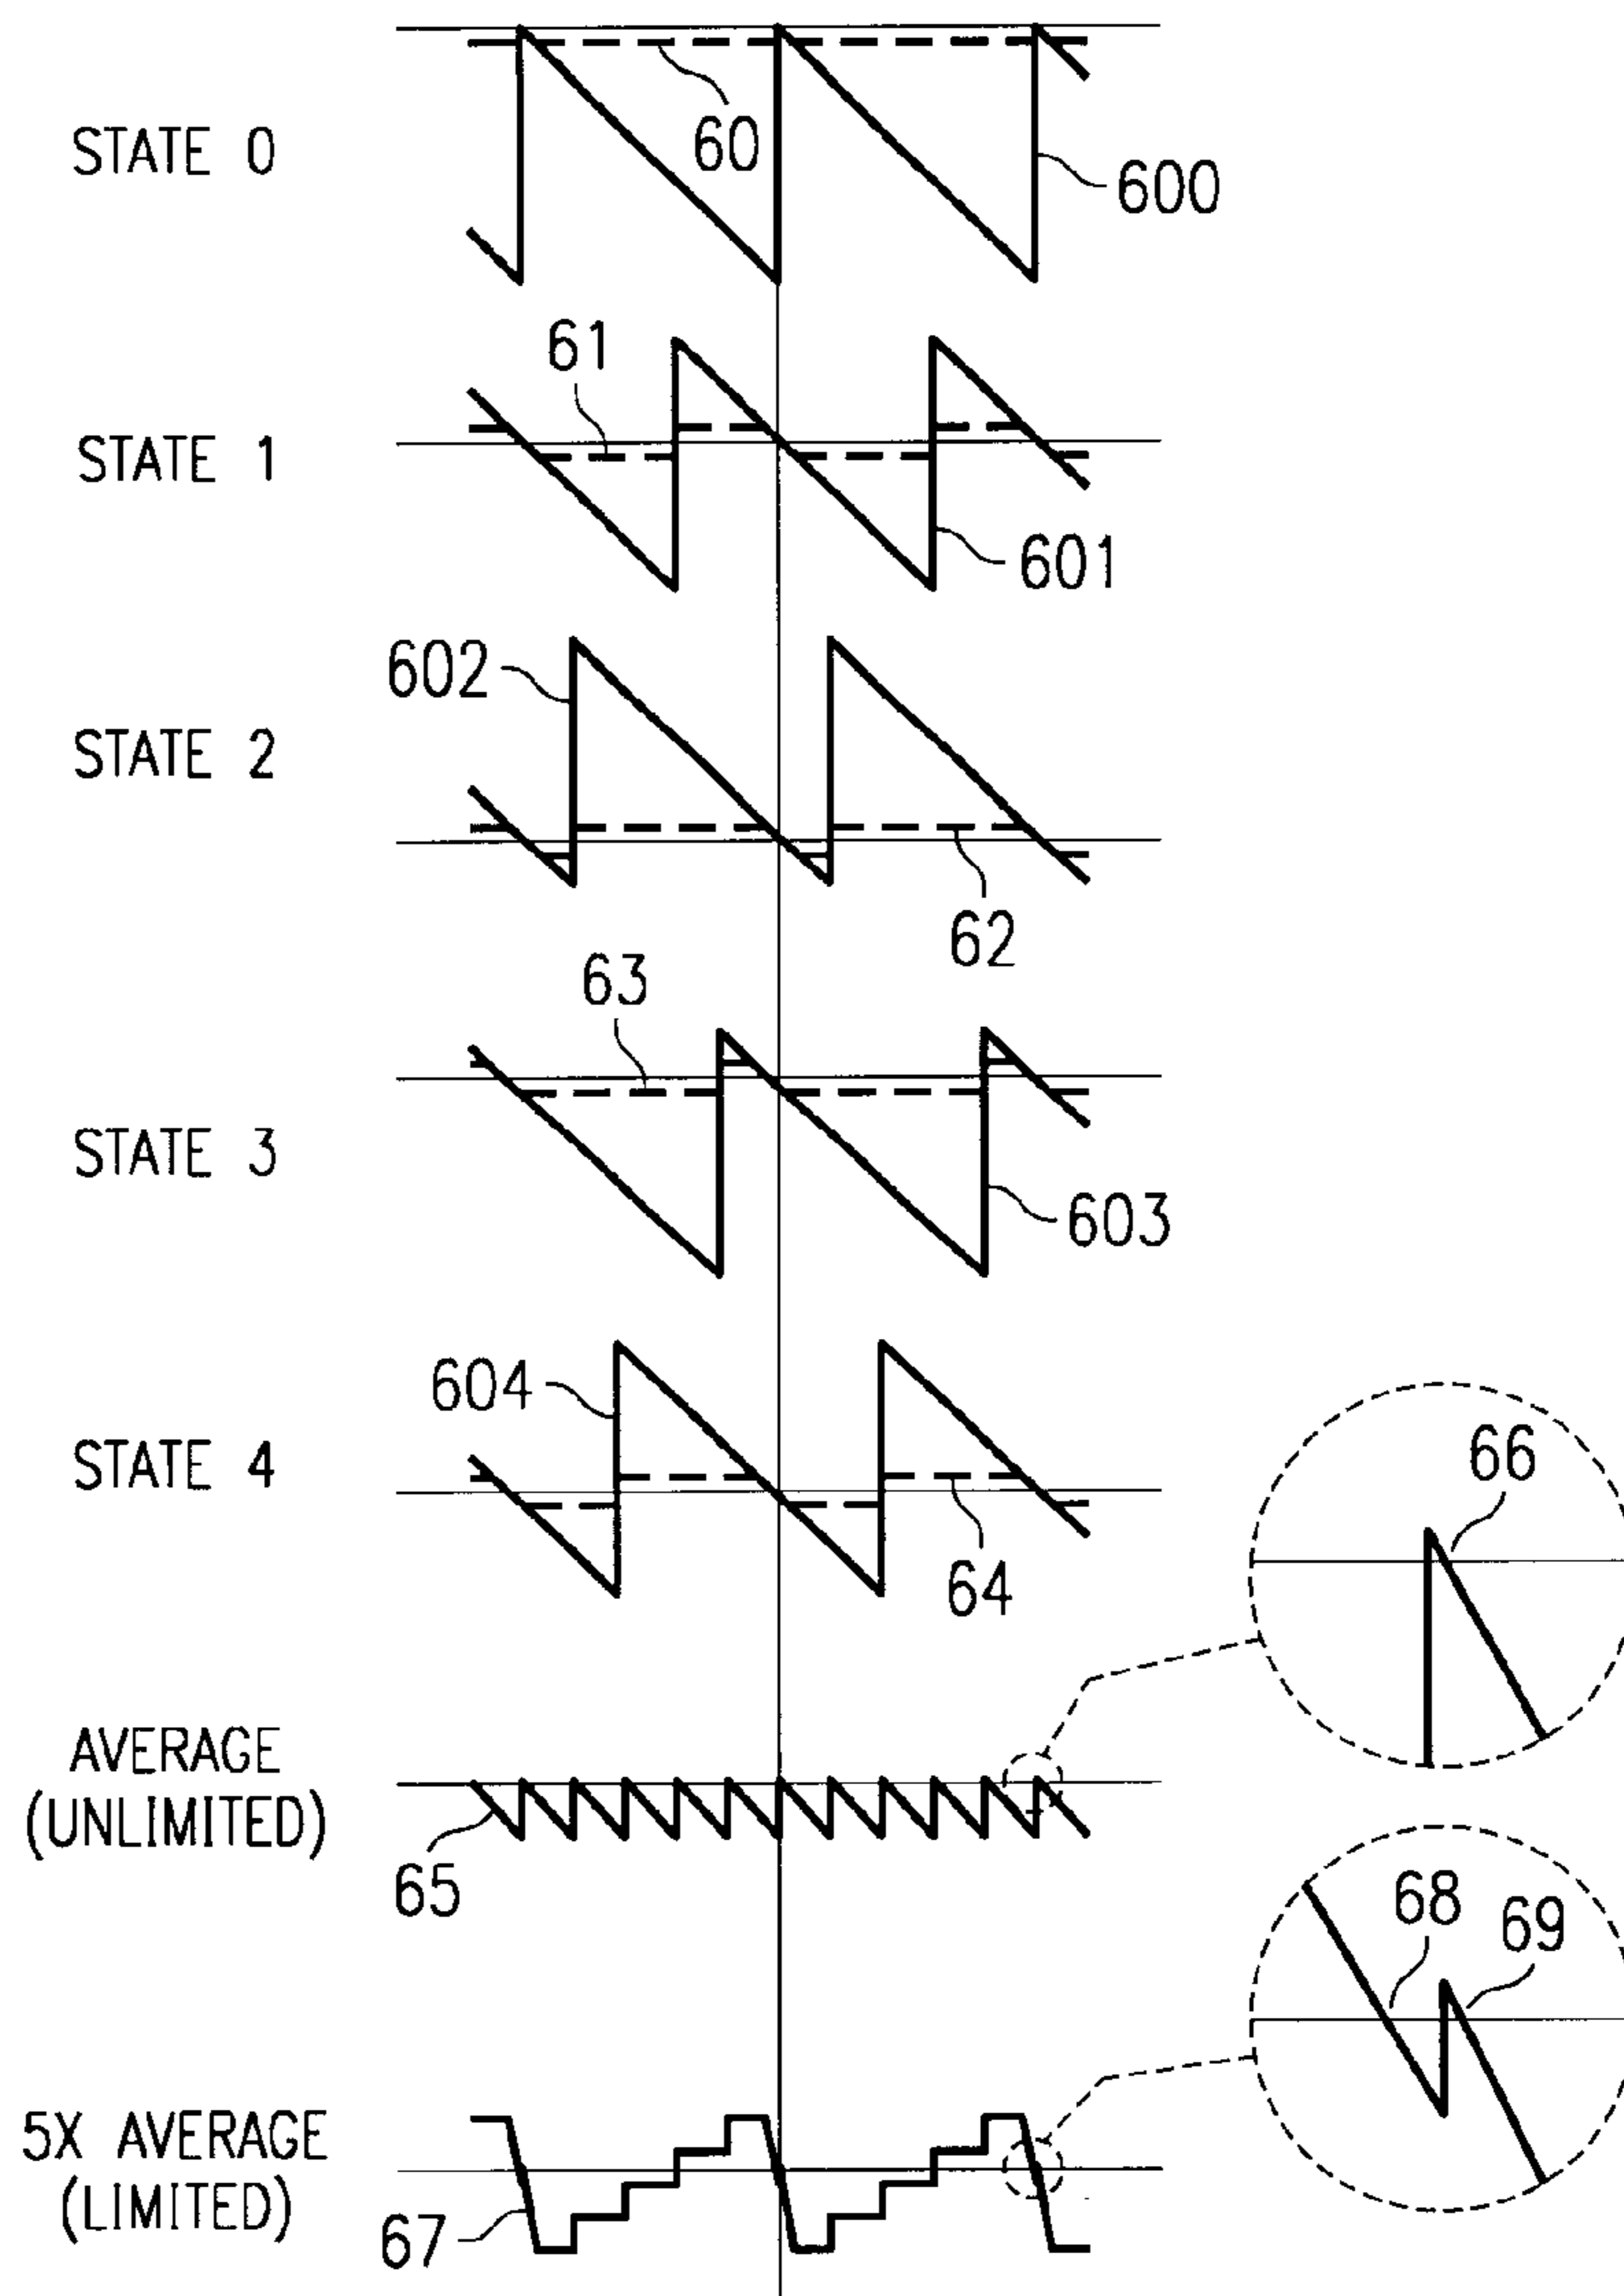 STATE 0
60
600
61
STATE 1
601
602
STATE 2
62
63
STATE 3
603
604
STATE 4
64
66
AVERAGE
(UNLIMITED)
65
68
69
5X AVERAGE
(LIMITED)
67